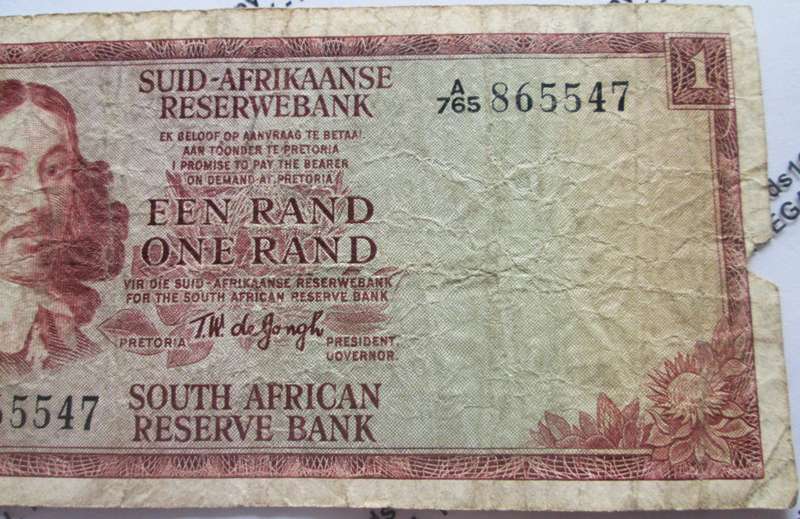 SUID-AFRIKAANSE
RESERWEBANK
A/765 865547
1
EK BELOOF OP AANVRAAG TE BETAAL
AAN TOONDER TE PRETORIA
I PROMISE TO PAY THE BEARER
ON DEMAND AT PRETORIA
EEN RAND
ONE RAND
VIR DIE SUID-AFRIKAANSE RESERWEBANK
FOR THE SOUTH AFRICAN RESERVE BANK
T.W. de Jongh
PRETORIA
PRESIDENT.
GOVERNOR.
55547
SOUTH AFRICAN
RESERVE BANK